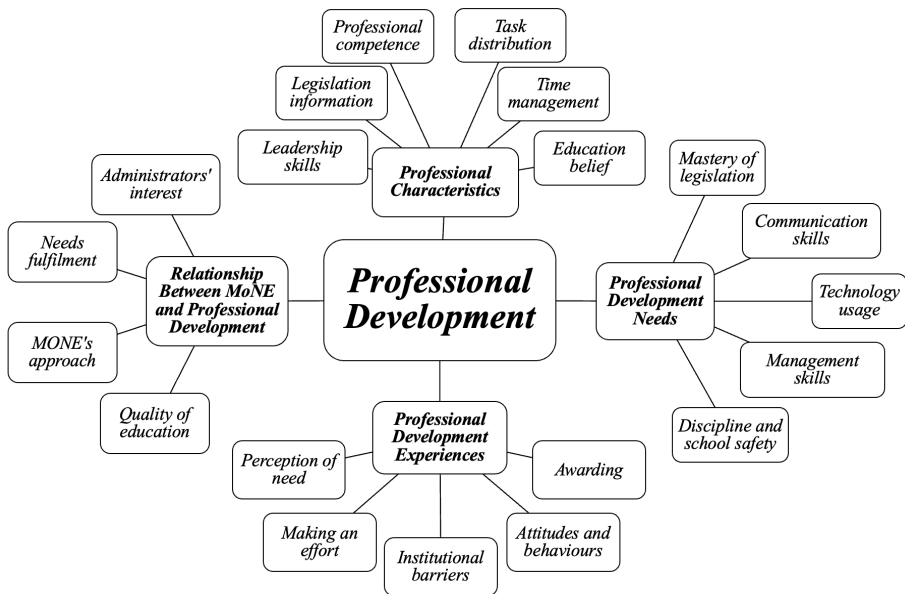 Professional
competence
Task
distribution
Legislation
information
Time
management
Leadership
skills
Education
belief
Professional
Characteristics
Administrators'
interest
Needs
fulfilment
MONE's
approach
Quality of
education
Relationship
Between MoNE
and Professional
Development
Professional
Development
Mastery of
legislation
Communication
skills
Technology
usage
Management
skills
Discipline and
school safety
Professional
Development
Needs
Professional
Development
Experiences
Perception of
need
Making an
effort
Institutional
barriers
Attitudes and
behaviours
Awarding